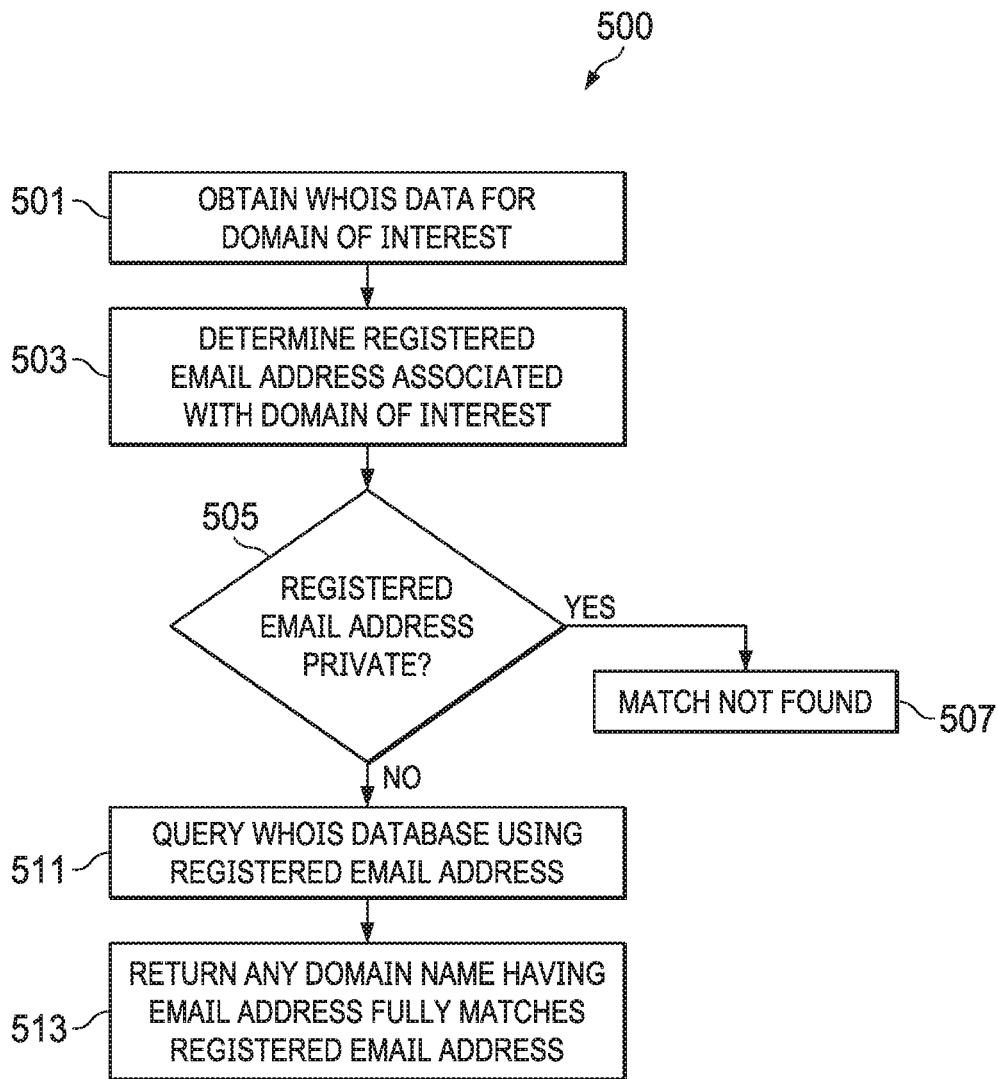 500
501
OBTAIN WHOIS DATA FOR
DOMAIN OF INTEREST
503
DETERMINE REGISTERED
EMAIL ADDRESS ASSOCIATED
WITH DOMAIN OF INTEREST
505
REGISTERED
EMAIL ADDRESS
PRIVATE?
YES
MATCH NOT FOUND
507
NO
511
QUERY WHOIS DATABASE USING
REGISTERED EMAIL ADDRESS
513
RETURN ANY DOMAIN NAME HAVING
EMAIL ADDRESS FULLY MATCHES
REGISTERED EMAIL ADDRESS